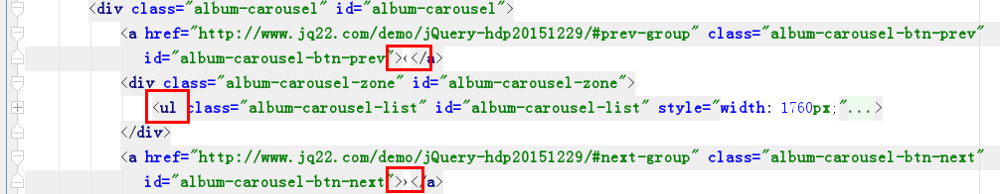 <div class="album-carousel" id="album-carousel">
<a href="http://www.jq22.com/demo/jQuery-hdp20151229/#prev-group" class="album-carousel-btn-prev"
id="album-carousel-btn-prev">‹</a>
<div class="album-carousel-zone" id="album-carousel-zone">
<ul class="album-carousel-list" id="album-carousel-list" style="width: 1760px;"...>
</div>
<a href="http://www.jq22.com/demo/jQuery-hdp20151229/#next-group" class="album-carousel-btn-next"
id="album-carousel-btn-next">›</a>